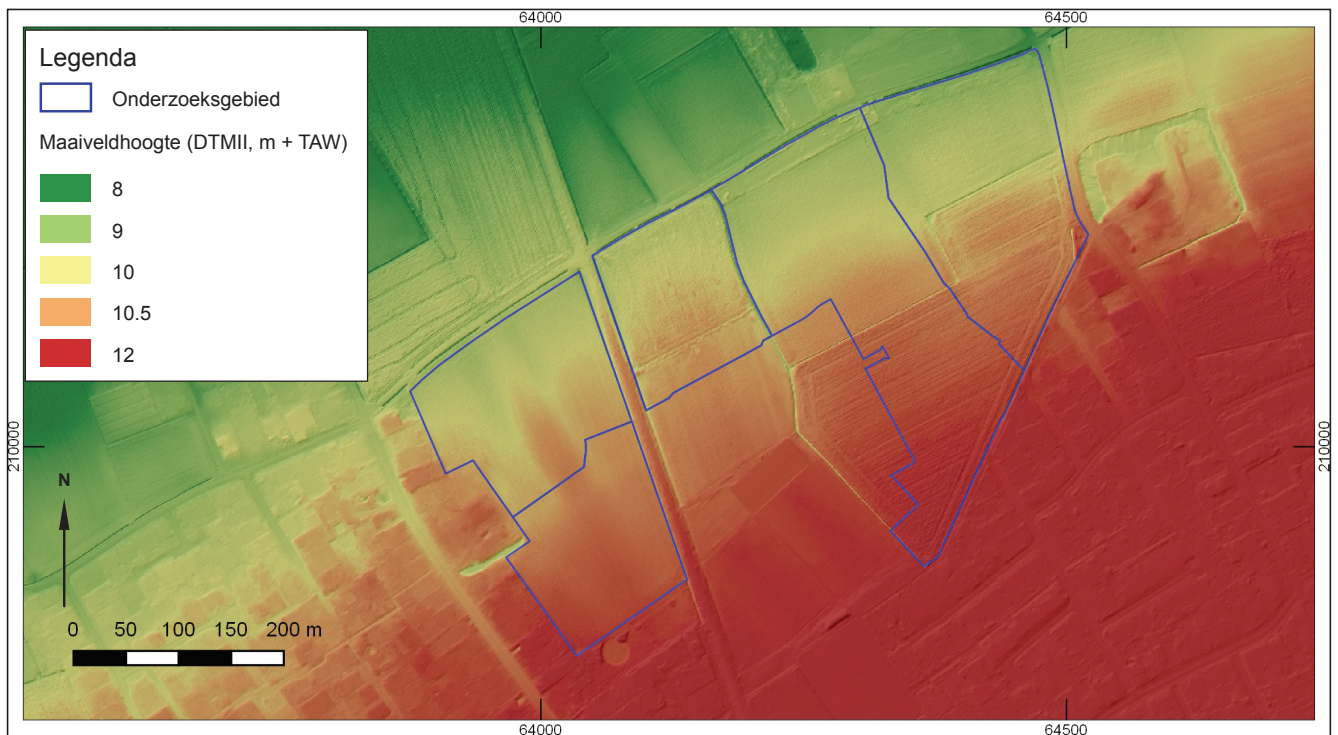 64000
64500
Legenda
Onderzoeksgebied
Maaiveldhoogte (DTMII, m + TAW)
8
9
10
10.5
12
210000
210000
N
0 50 100 150 200 m
64000
64500